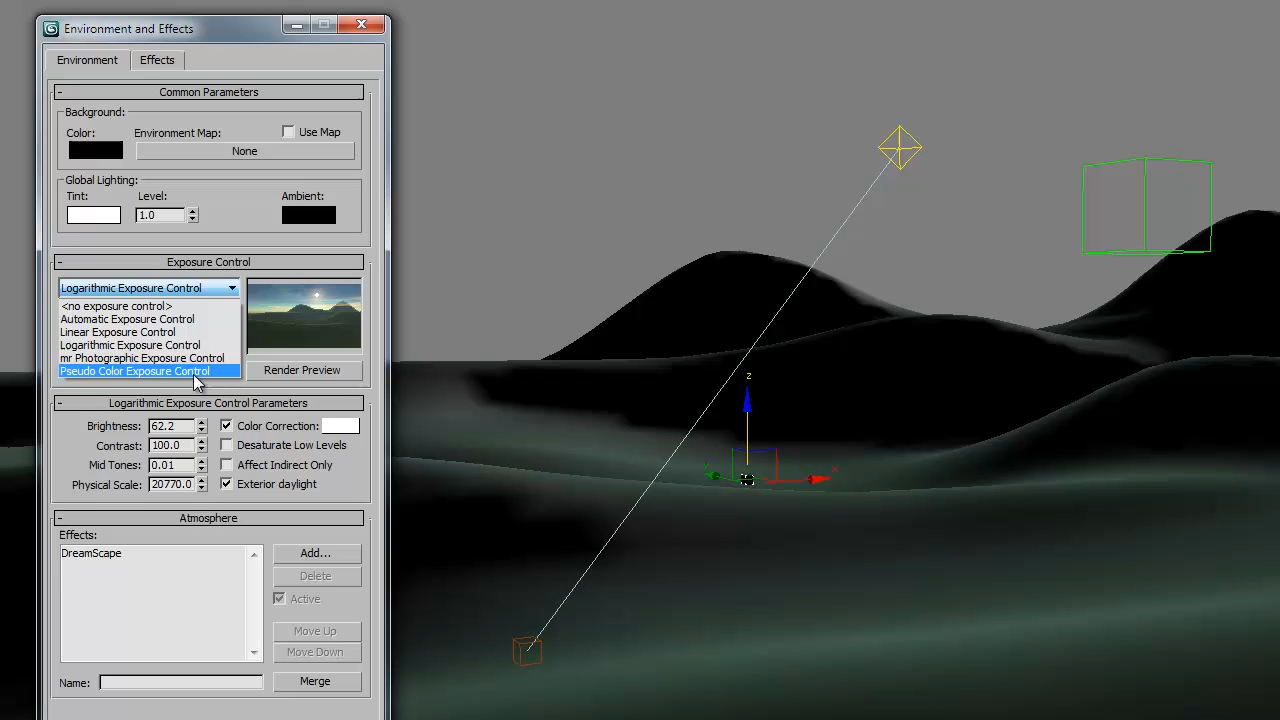 Environment and Effects
Environment Effects
- Common Parameters
Background:
Color: Environment Map: Use Map
None
Global Lighting:
Tint: Level: Ambient:
1.0
- Exposure Control
Logarithmic Exposure Control
<no exposure control>
Automatic Exposure Control
Linear Exposure Control
Logarithmic Exposure Control
mr Photographic Exposure Control
Pseudo Color Exposure Control
Render Preview
- Logarithmic Exposure Control Parameters
Brightness: 62.2 Color Correction:
Contrast: 100.0 Desaturate Low Levels
Mid Tones: 0.01 Affect Indirect Only
Physical Scale: 20770.0 Exterior daylight
- Atmosphere
Effects:
DreamScape Add...
Delete
Active
Move Up
Move Down
Name: Merge
z
x